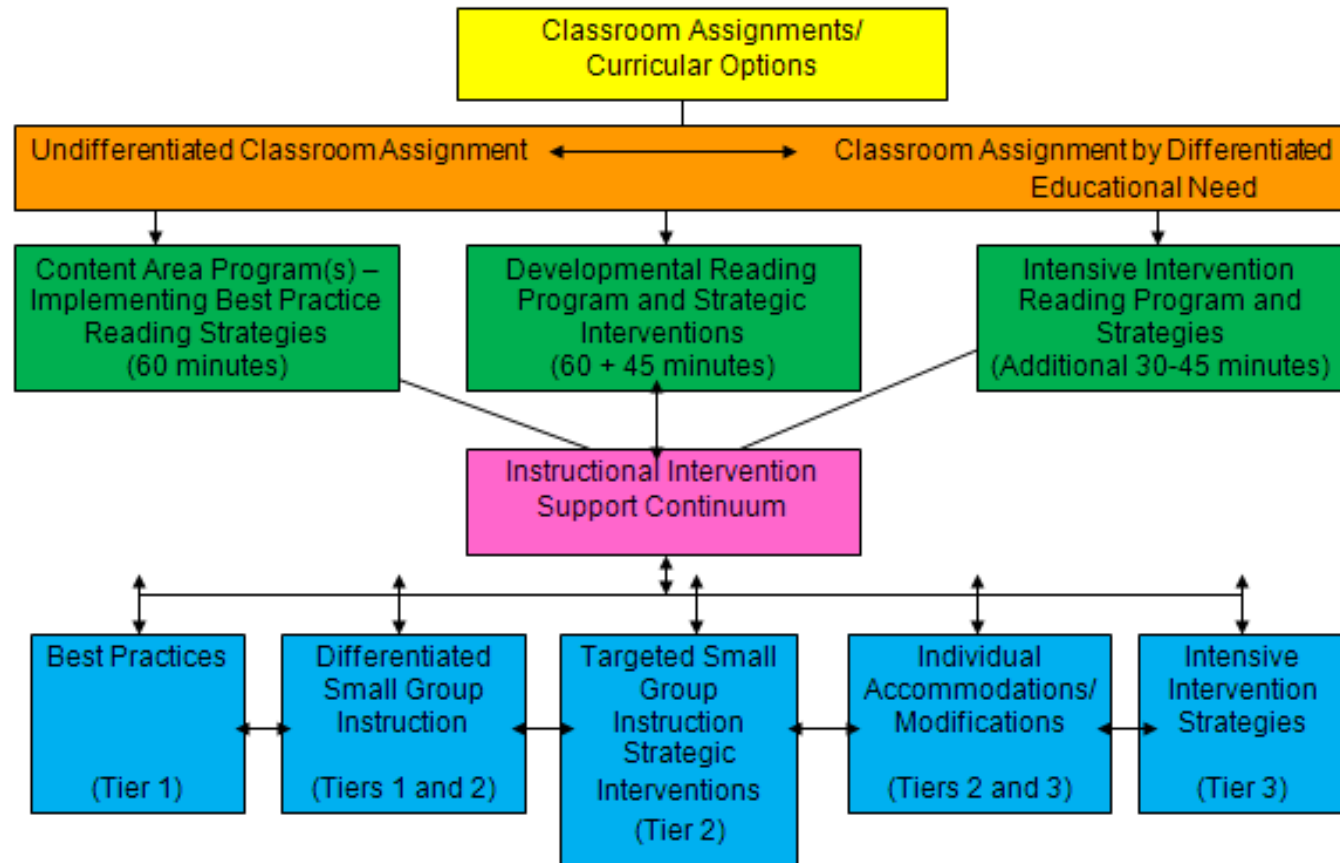 Classroom Assignments/
Curricular Options
Undifferentiated Classroom Assignment
Classroom Assignment by Differentiated
Educational Need
Content Area Program(s) –
Implementing Best Practice
Reading Strategies
(60 minutes)
Developmental Reading
Program and Strategic
Interventions
(60 + 45 minutes)
Intensive Intervention
Reading Program and
Strategies
(Additional 30-45 minutes)
Instructional Intervention
Support Continuum
Best Practices
(Tier 1)
Differentiated
Small Group
Instruction
(Tiers 1 and 2)
Targeted Small
Group
Instruction
Strategic
Interventions
(Tier 2)
Individual
Accommodations/
Modifications
(Tiers 2 and 3)
Intensive
Intervention
Strategies
(Tier 3)